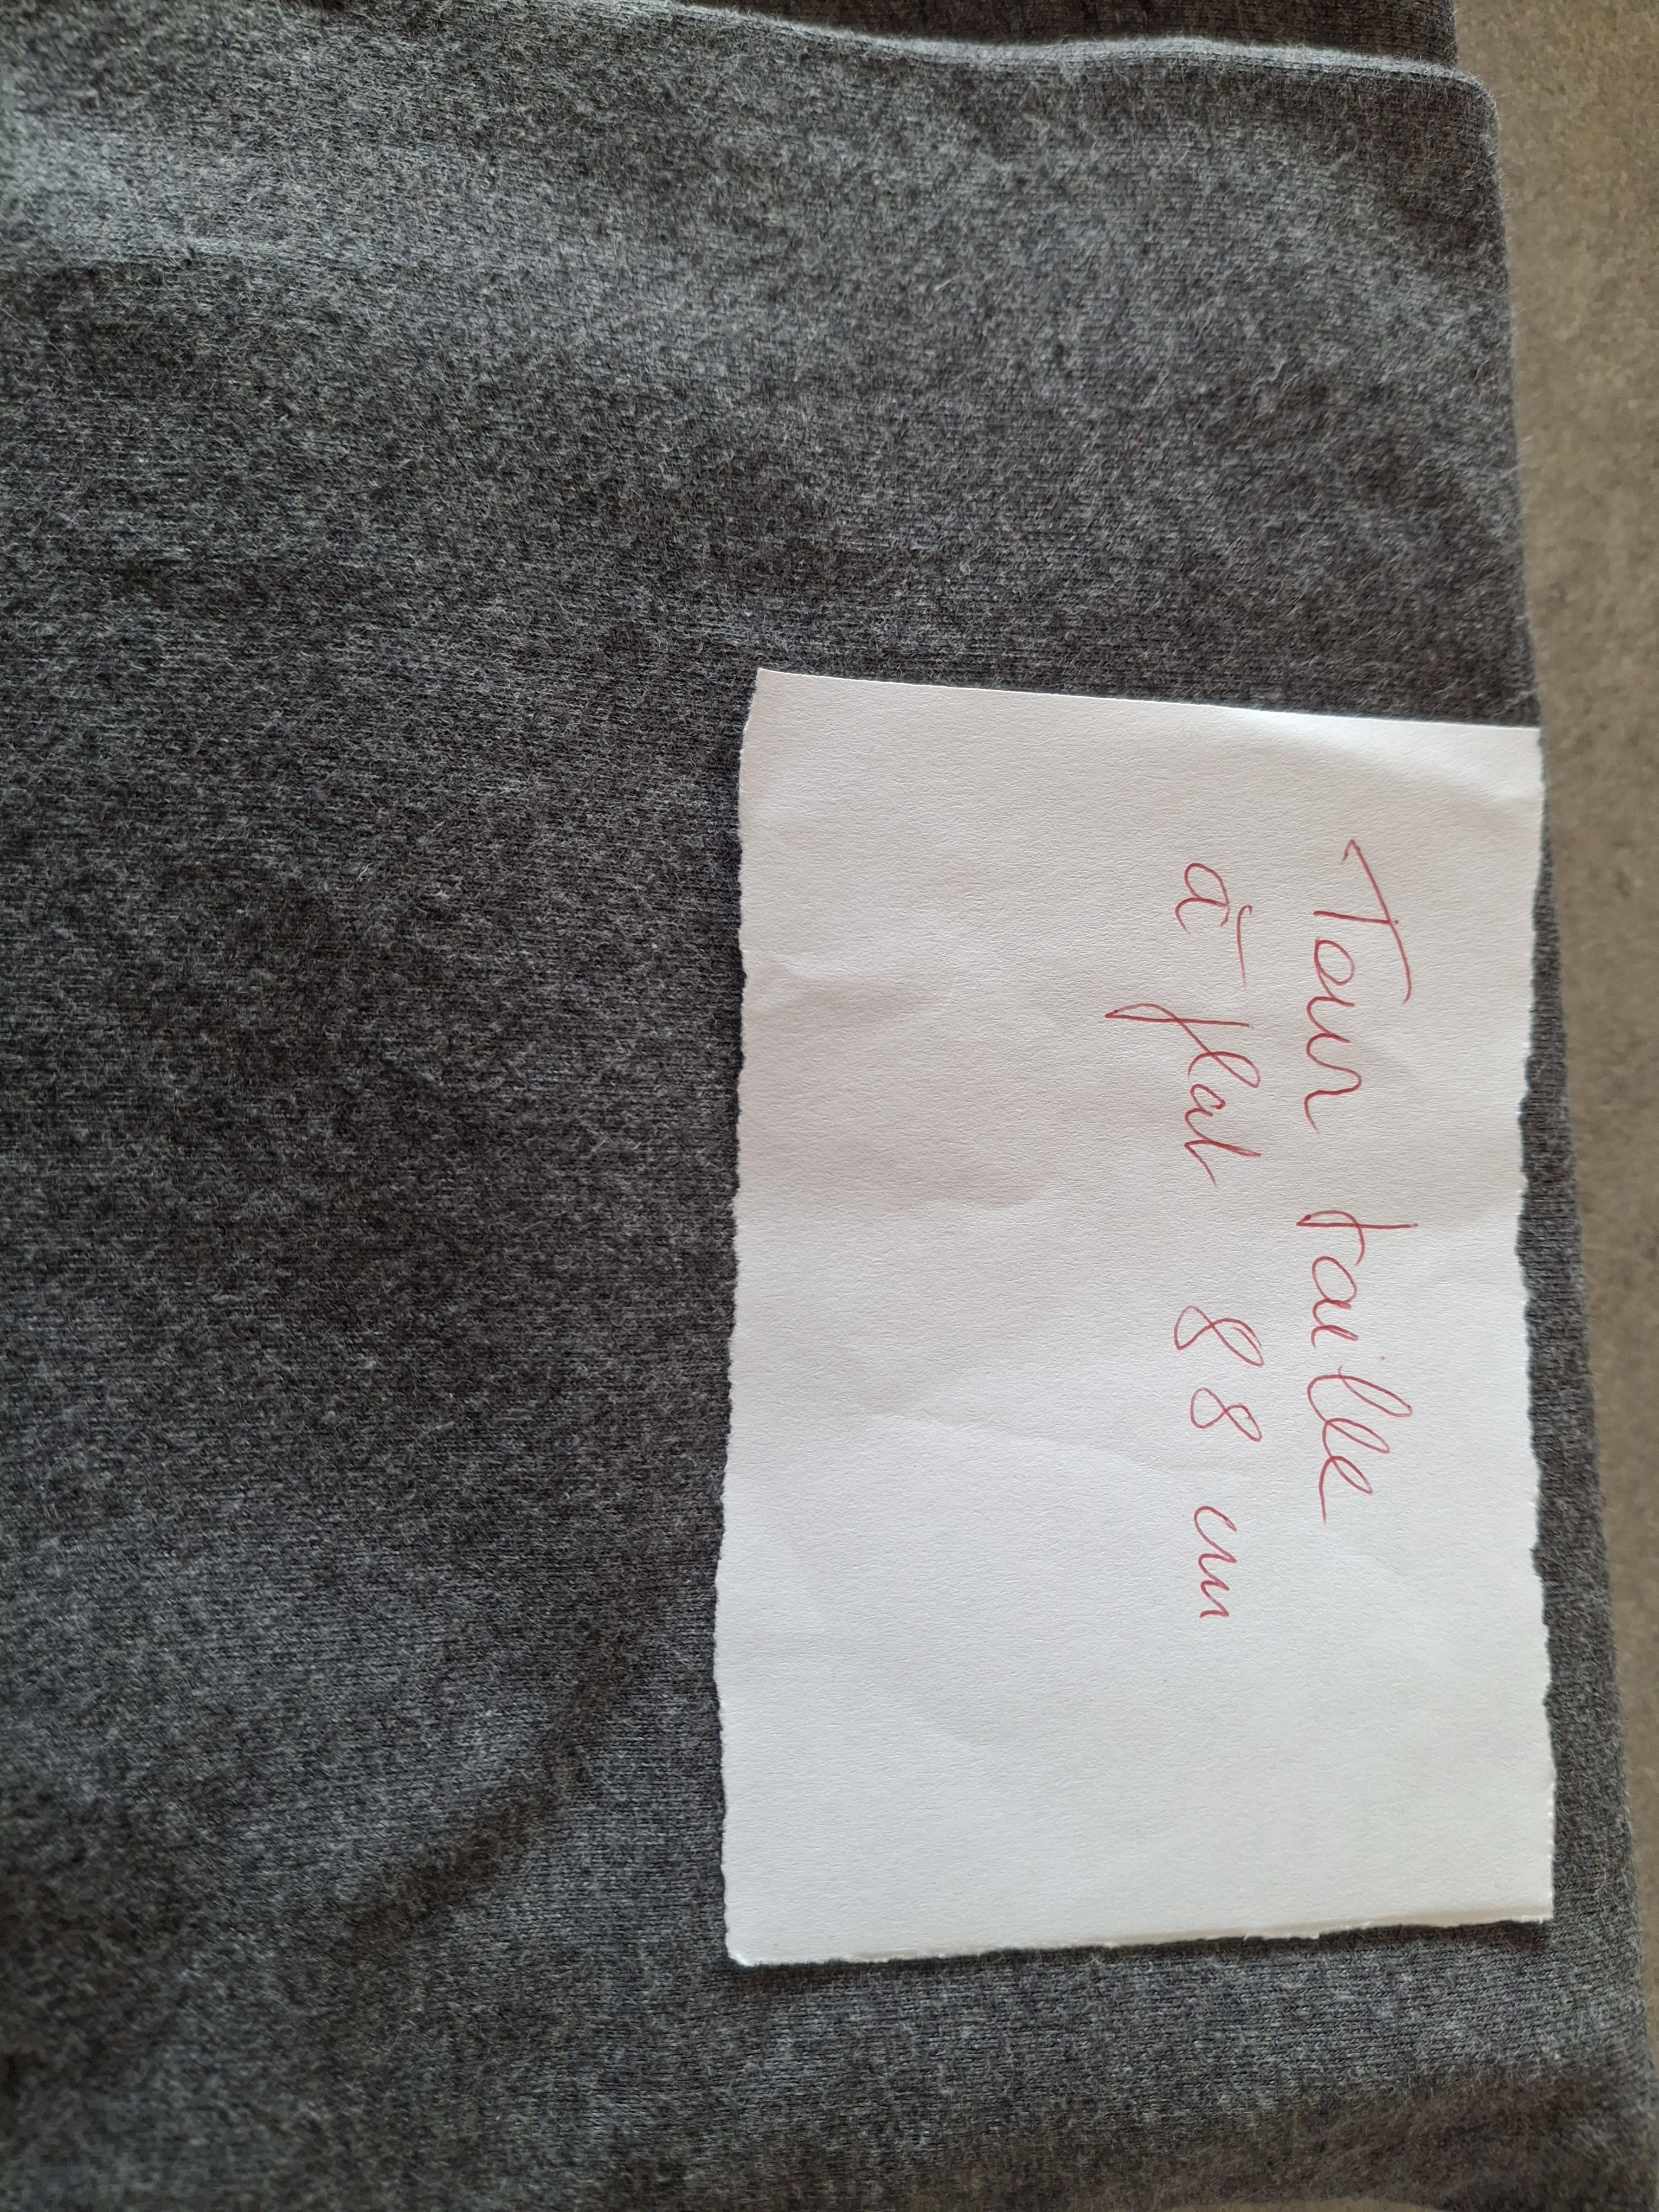 Tour taille
à plat 88 cm